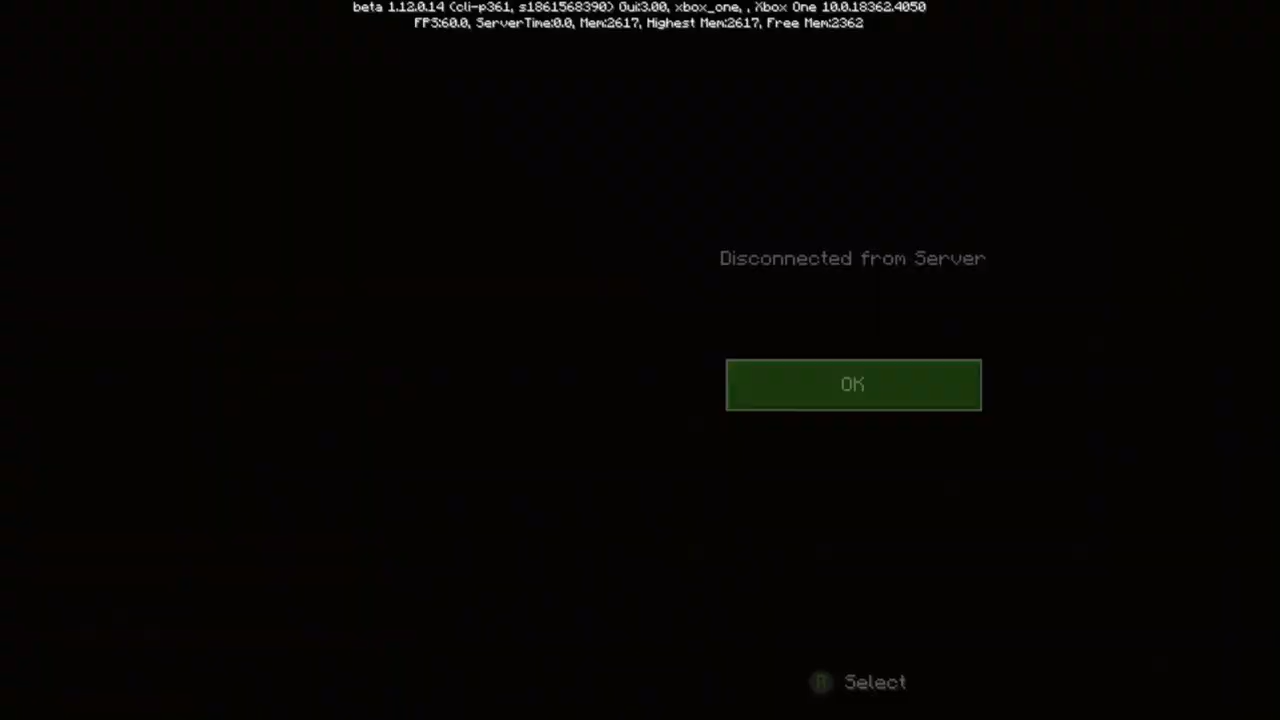 beta 1.12.0.14 (cli-p361, s1861568390) Gui:3.00, xbox_one, , Xbox One 10.0.18362.4050
FPS:60.0, ServerTime:0.0, Mem:2617, Highest Mem:2617, Free Mem:2362
Disconnected from Server
OK
A Select